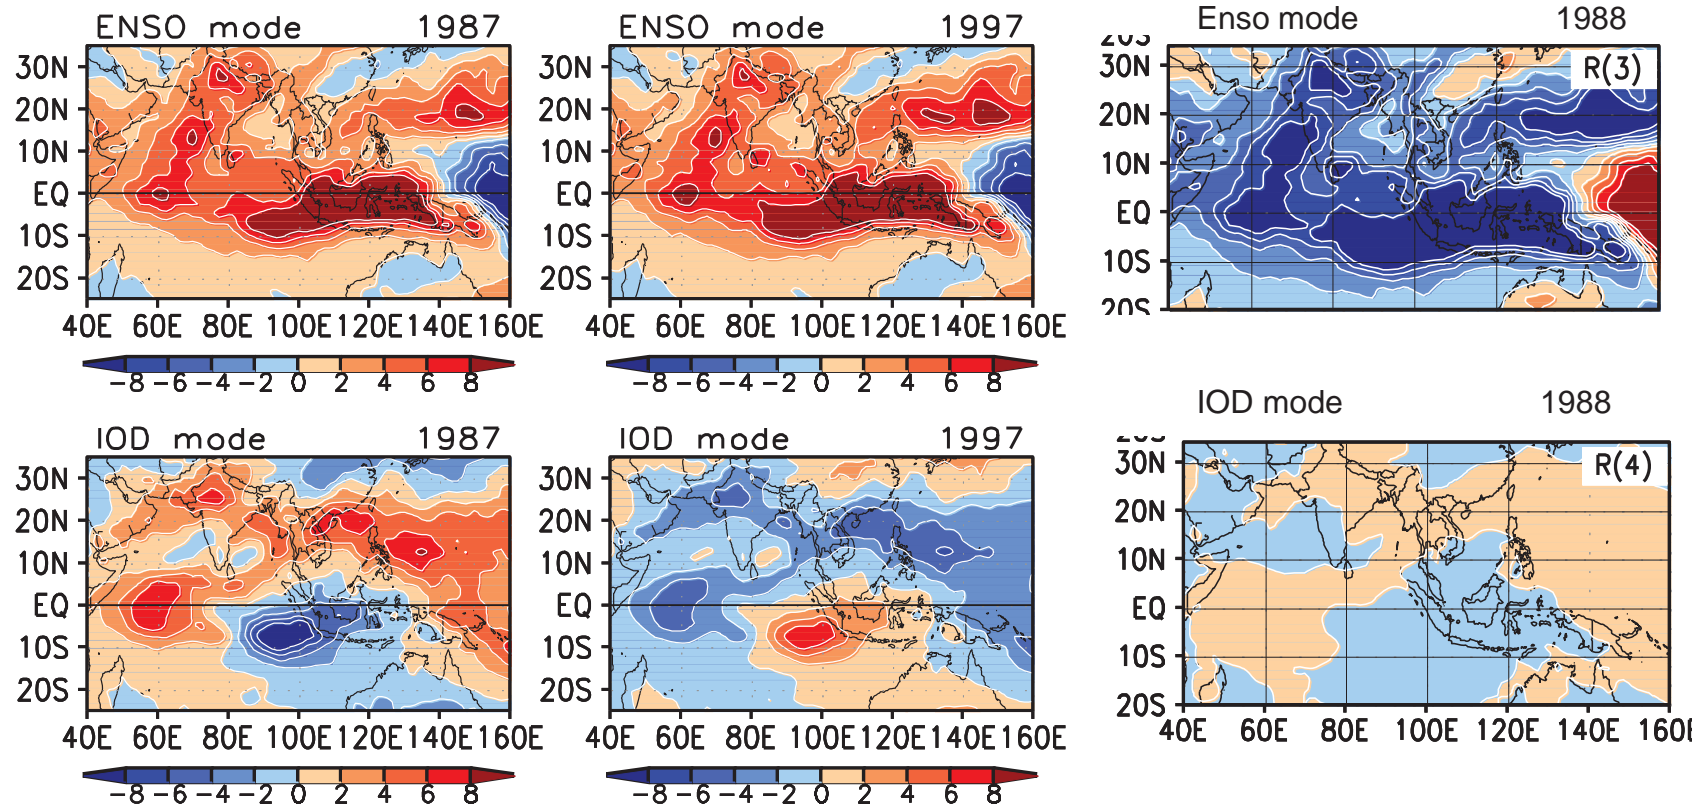 ENSO mode 1987
30N
20N
10N
EQ
10S
20S
40E 60E 80E 100E 120E 140E 160E
-8 -6 -4 -2 0 2 4 6 8
ENSO mode 1997
30N
20N
10N
EQ
10S
20S
40E 60E 80E 100E 120E 140E 160E
-8 -6 -4 -2 0 2 4 6 8
Enso mode 1988
R(3)
30N
20N
10N
EQ
10S
20S
IOD mode 1987
30N
20N
10N
EQ
10S
20S
40E 60E 80E 100E 120E 140E 160E
-8 -6 -4 -2 0 2 4 6 8
IOD mode 1997
30N
20N
10N
EQ
10S
20S
40E 60E 80E 100E 120E 140E 160E
-8 -6 -4 -2 0 2 4 6 8
IOD mode 1988
R(4)
30N
20N
10N
EQ
10S
20S
40E 60E 80E 100E 120E 140E 160E